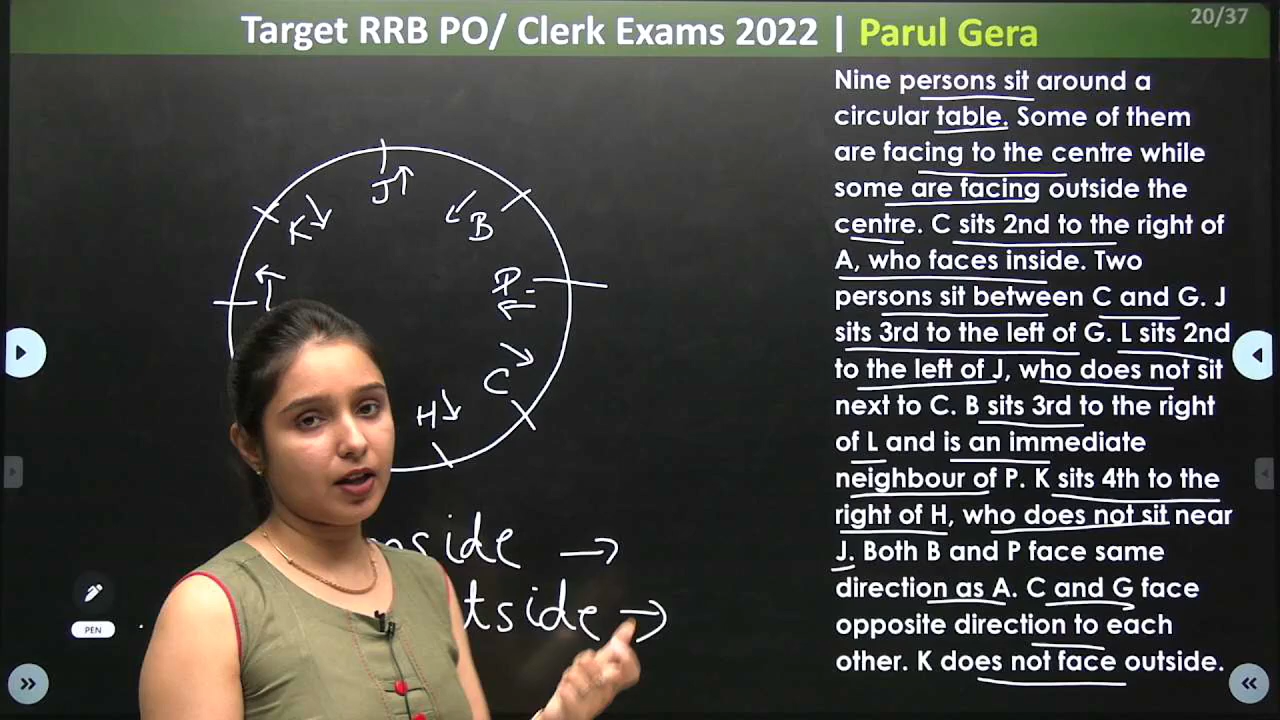 20/37
Target RRB PO/ Clerk Exams 2022 | Parul Gera
Nine persons sit around a
circular table. Some of them
are facing to the centre while
some are facing outside the
centre. C sits 2nd to the right of
A, who faces inside. Two
persons sit between C and G. J
sits 3rd to the left of G. L sits 2nd
to the left of J, who does not sit
next to C. B sits 3rd to the right
of L and is an immediate
neighbour of P. K sits 4th to the
right of H, who does not sit near
J. Both B and P face same
direction as A. C and G face
opposite direction to each
other. K does not face outside.
J
K
B
P
C
H
side
tside
PEN